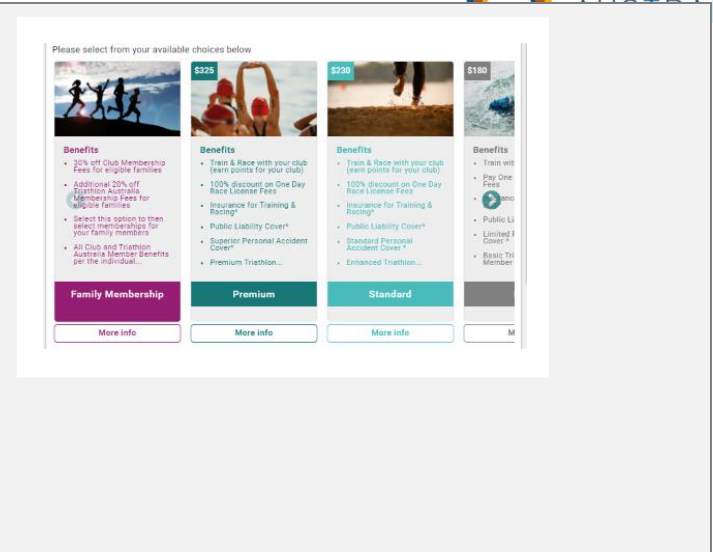 Please select from your available choices below
Benefits
• 30% off Club Membership
Fees for eligible families
• Additional 20% off
Triathlon Australia
Membership Fees for
eligible families
• Select this option to then
select memberships for
your family members
• All Club and Triathlon
Australia Member Benefits
per the individual...
Family Membership
More info
$325
Benefits
• Train & Race with your club
(earn points for your club)
• 100% discount on One Day
Race License Fees
• Insurance for Training &
Racing*
• Public Liability Cover*
• Superior Personal Accident
Cover*
• Premium Triathlon...
Premium
More info
$230
Benefits
• Train & Race with your club
(earn points for your club)
• 100% discount on One Day
Race License Fees
• Insurance for Training &
Racing*
• Public Liability Cover*
• Standard Personal
Accident Cover *
• Enhanced Triathlon...
Standard
More info
$180
Benefits
• Train
• Pay One
Fees
• Public
• Limited
Cover *
• Basic
Member